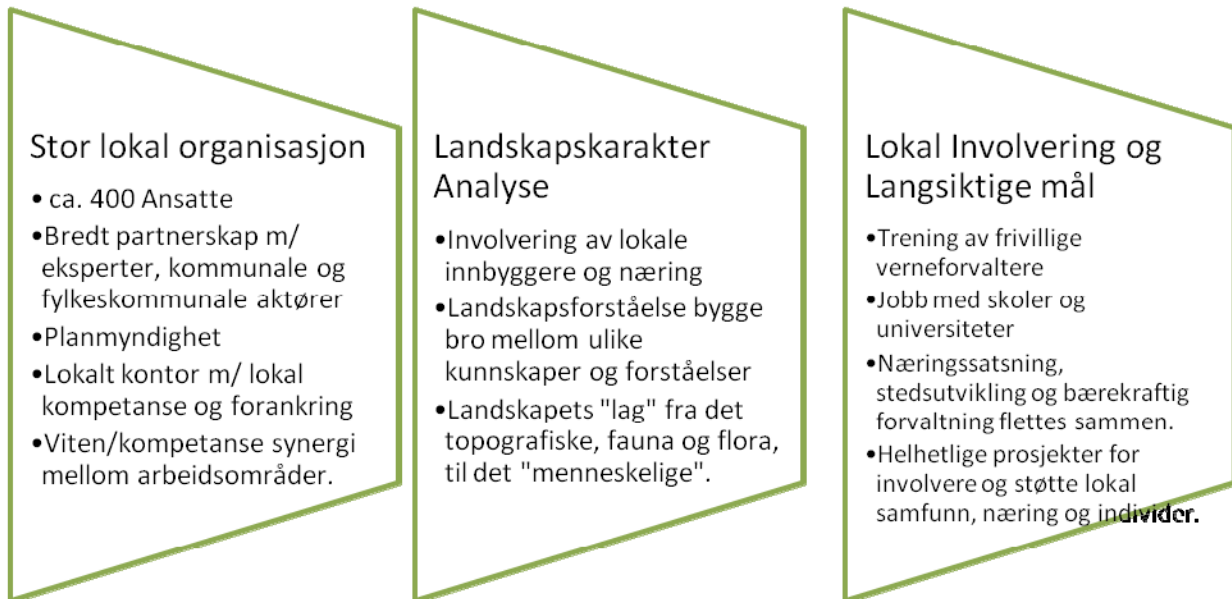 Stor lokal organisasjon
• ca. 400 Ansatte
•Bredt partnerskap m/
eksperter, kommunale og
fylkeskommunale aktører
•Planmyndighet
•Lokalt kontor m/ lokal
kompetanse og forankring
•Viten/kompetanse synergi
mellom arbeidsområder.
Landskapskarakter
Analyse
•Involvering av lokale
innbyggere og næring
•Landskapsforståelse bygge
bro mellom ulike
kunnskaper og forståelser
•Landskapets "lag" fra det
topografiske, fauna og flora,
til det "menneskelige".
Lokal Involvering og
Langsiktige mål
•Trening av frivillige
verneforvaltere
•Jobb med skoler og
universiteter
•Næringssatsning,
stedsutvikling og bærekraftig
forvaltning flettes sammen.
•Helhetlige prosjekter for
involvere og støtte lokal
samfunn, næring og individer.